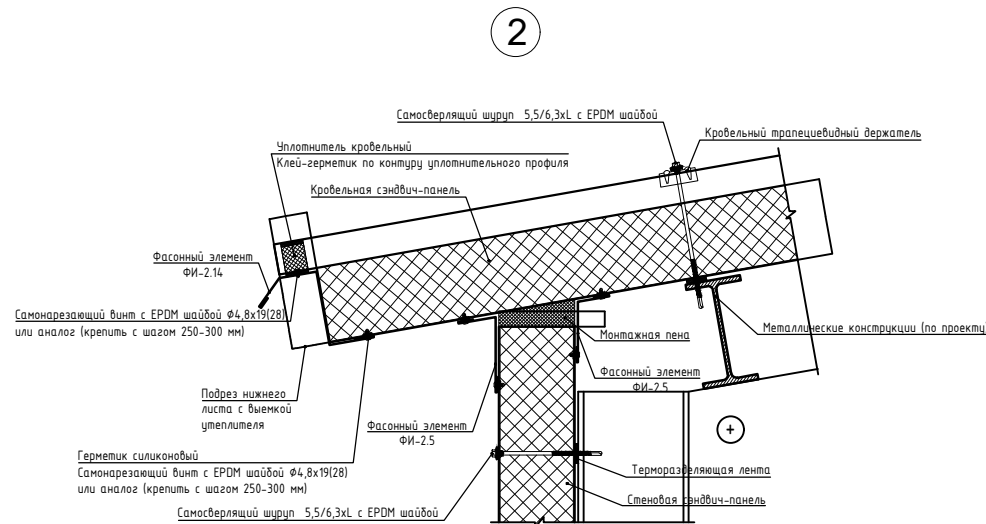 2
Самосверлящий шуруп 5,5/6,3xL с EPDM шайбой
Кровельный трапециевидный держатель
Уплотнитель кровельный
Клей-герметик по контуру уплотнительного профиля
Кровельная сэндвич-панель
Фасонный элемент
ФИ-2.14
Самонарезающий винт с EPDM шайбой Ф4,8х19(28)
или аналог (крепить с шагом 250-300 мм)
Металлические конструкции (по проекту)
Монтажная пена
Фасонный элемент
ФИ-2.5
Подрез нижнего
листа с выемкой
утеплителя
Фасонный элемент
ФИ-2.5
+
Герметик силиконовый
Самонарезающий винт с EPDM шайбой Ф4,8х19(28)
или аналог (крепить с шагом 250-300 мм)
Терморазделяющая лента
Стеновая сэндвич-панель
Самосверлящий шуруп 5,5/6,3xL с EPDM шайбой